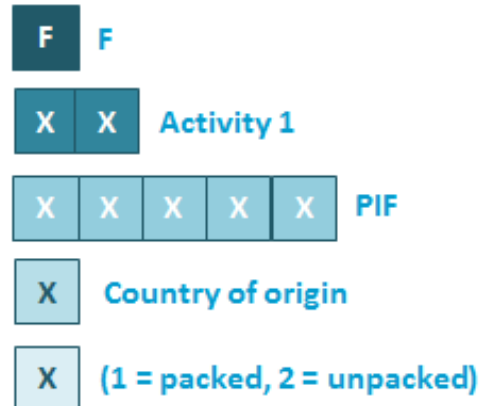 F F
X X Activity 1
X X X X X PIF
X Country of origin
X (1 = packed, 2 = unpacked)